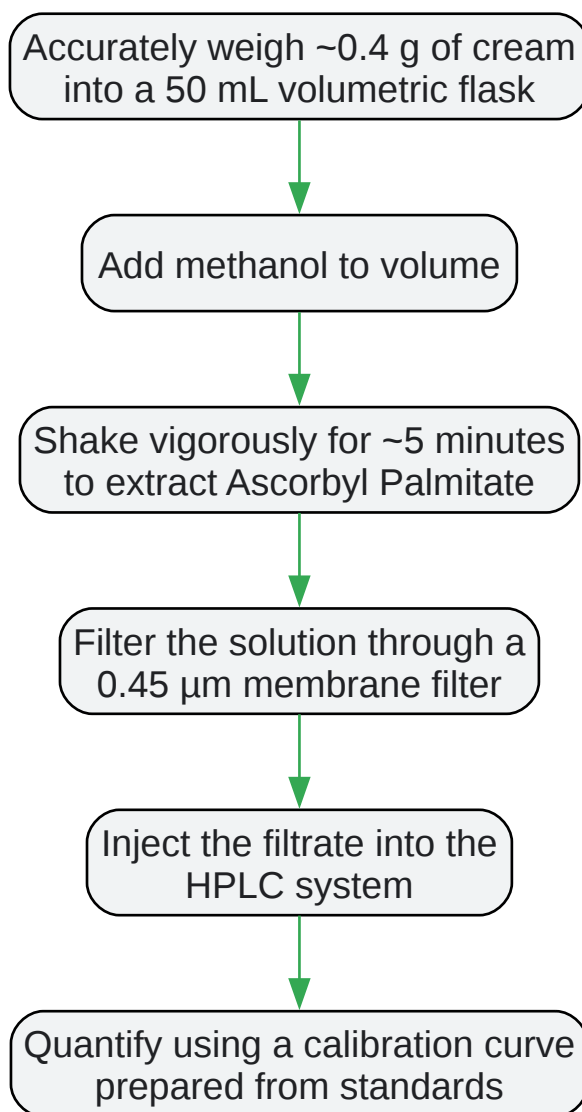 Accurately weigh ~0.4 g of cream
into a 50 mL volumetric flask
Add methanol to volume
Shake vigorously for ~5 minutes
to extract Ascorbyl Palmitate
Filter the solution through a
0.45 µm membrane filter
Inject the filtrate into the
HPLC system
Quantify using a calibration curve
prepared from standards